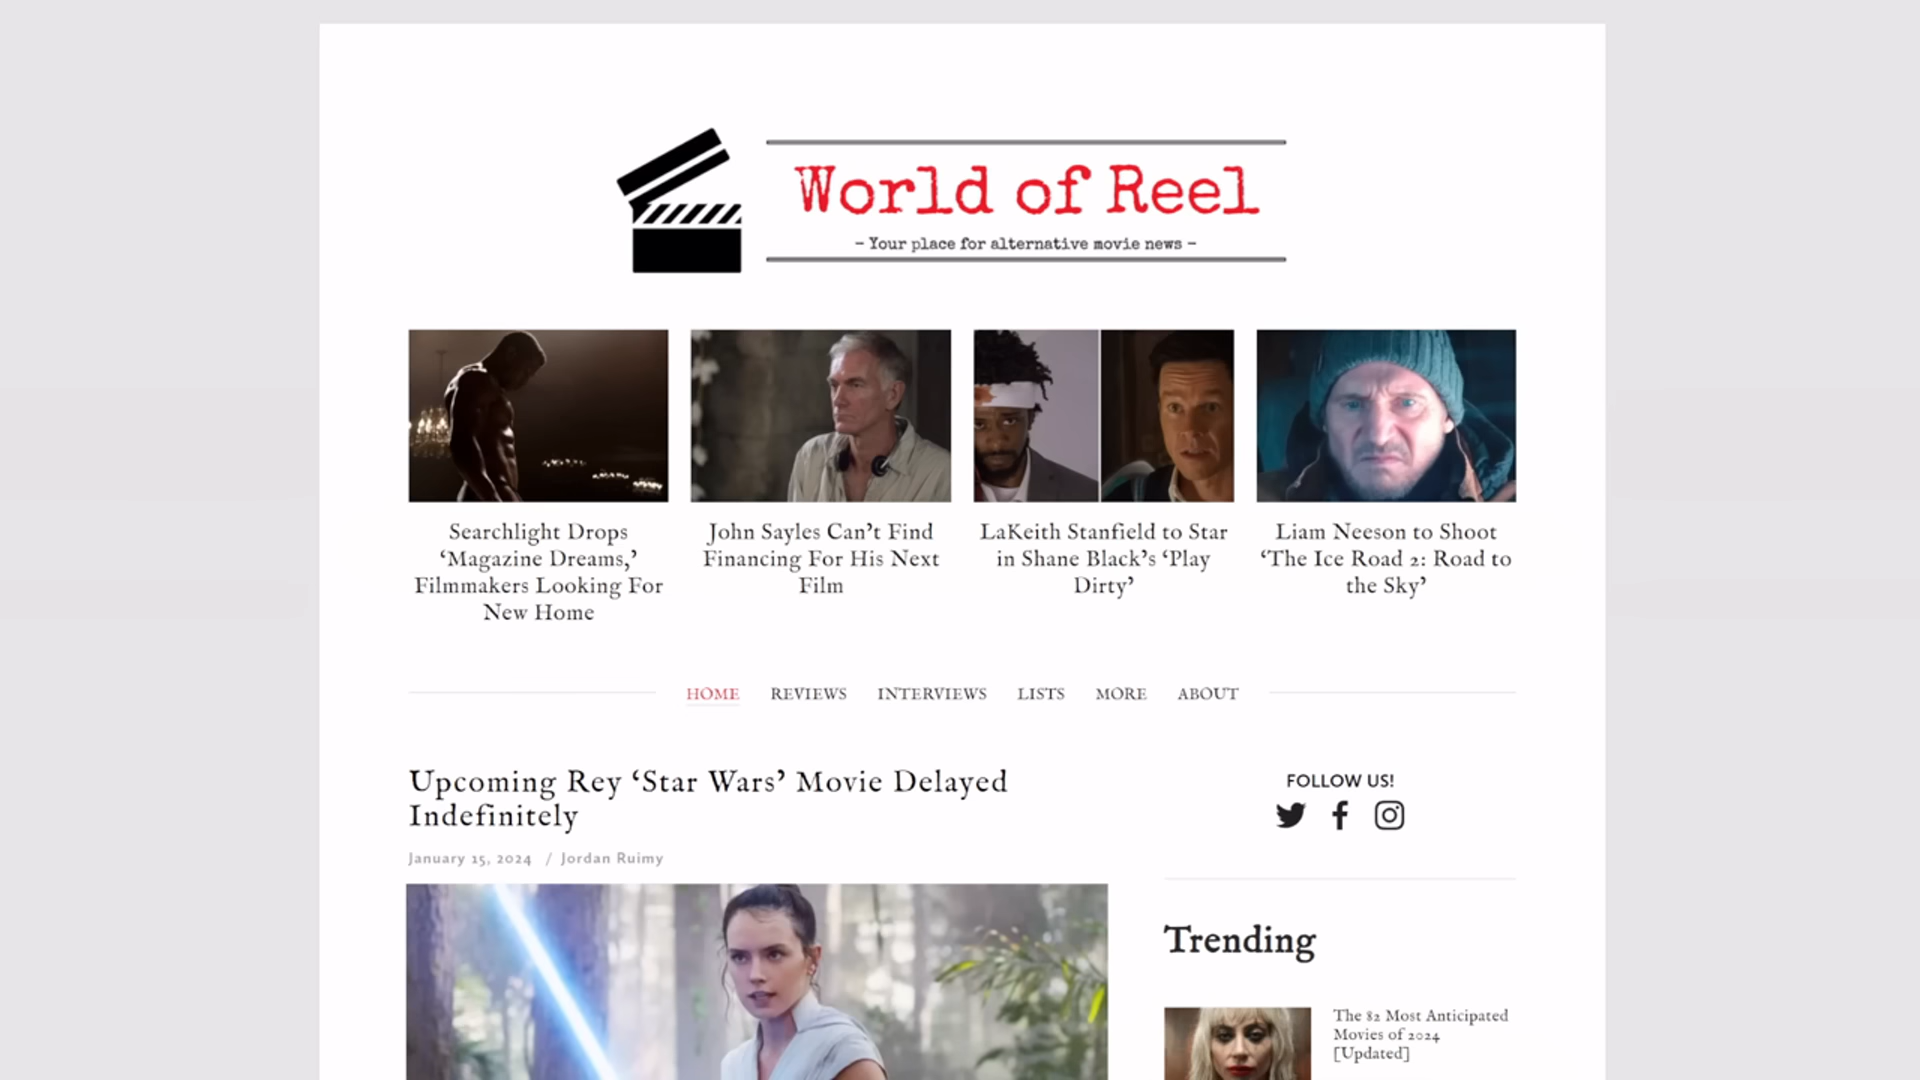 World of Reel
– Your place for alternative movie news –
Searchlight Drops
‘Magazine Dreams,’
Filmmakers Looking For
New Home
John Sayles Can’t Find
Financing For His Next
Film
LaKeith Stanfield to Star
in Shane Black’s ‘Play
Dirty’
Liam Neeson to Shoot
‘The Ice Road 2: Road to
the Sky’
HOME REVIEWS INTERVIEWS LISTS MORE ABOUT
Upcoming Rey ‘Star Wars’ Movie Delayed
Indefinitely
January 15, 2024 / Jordan Ruimy
FOLLOW US!
Trending
The 82 Most Anticipated
Movies of 2024
[Updated]